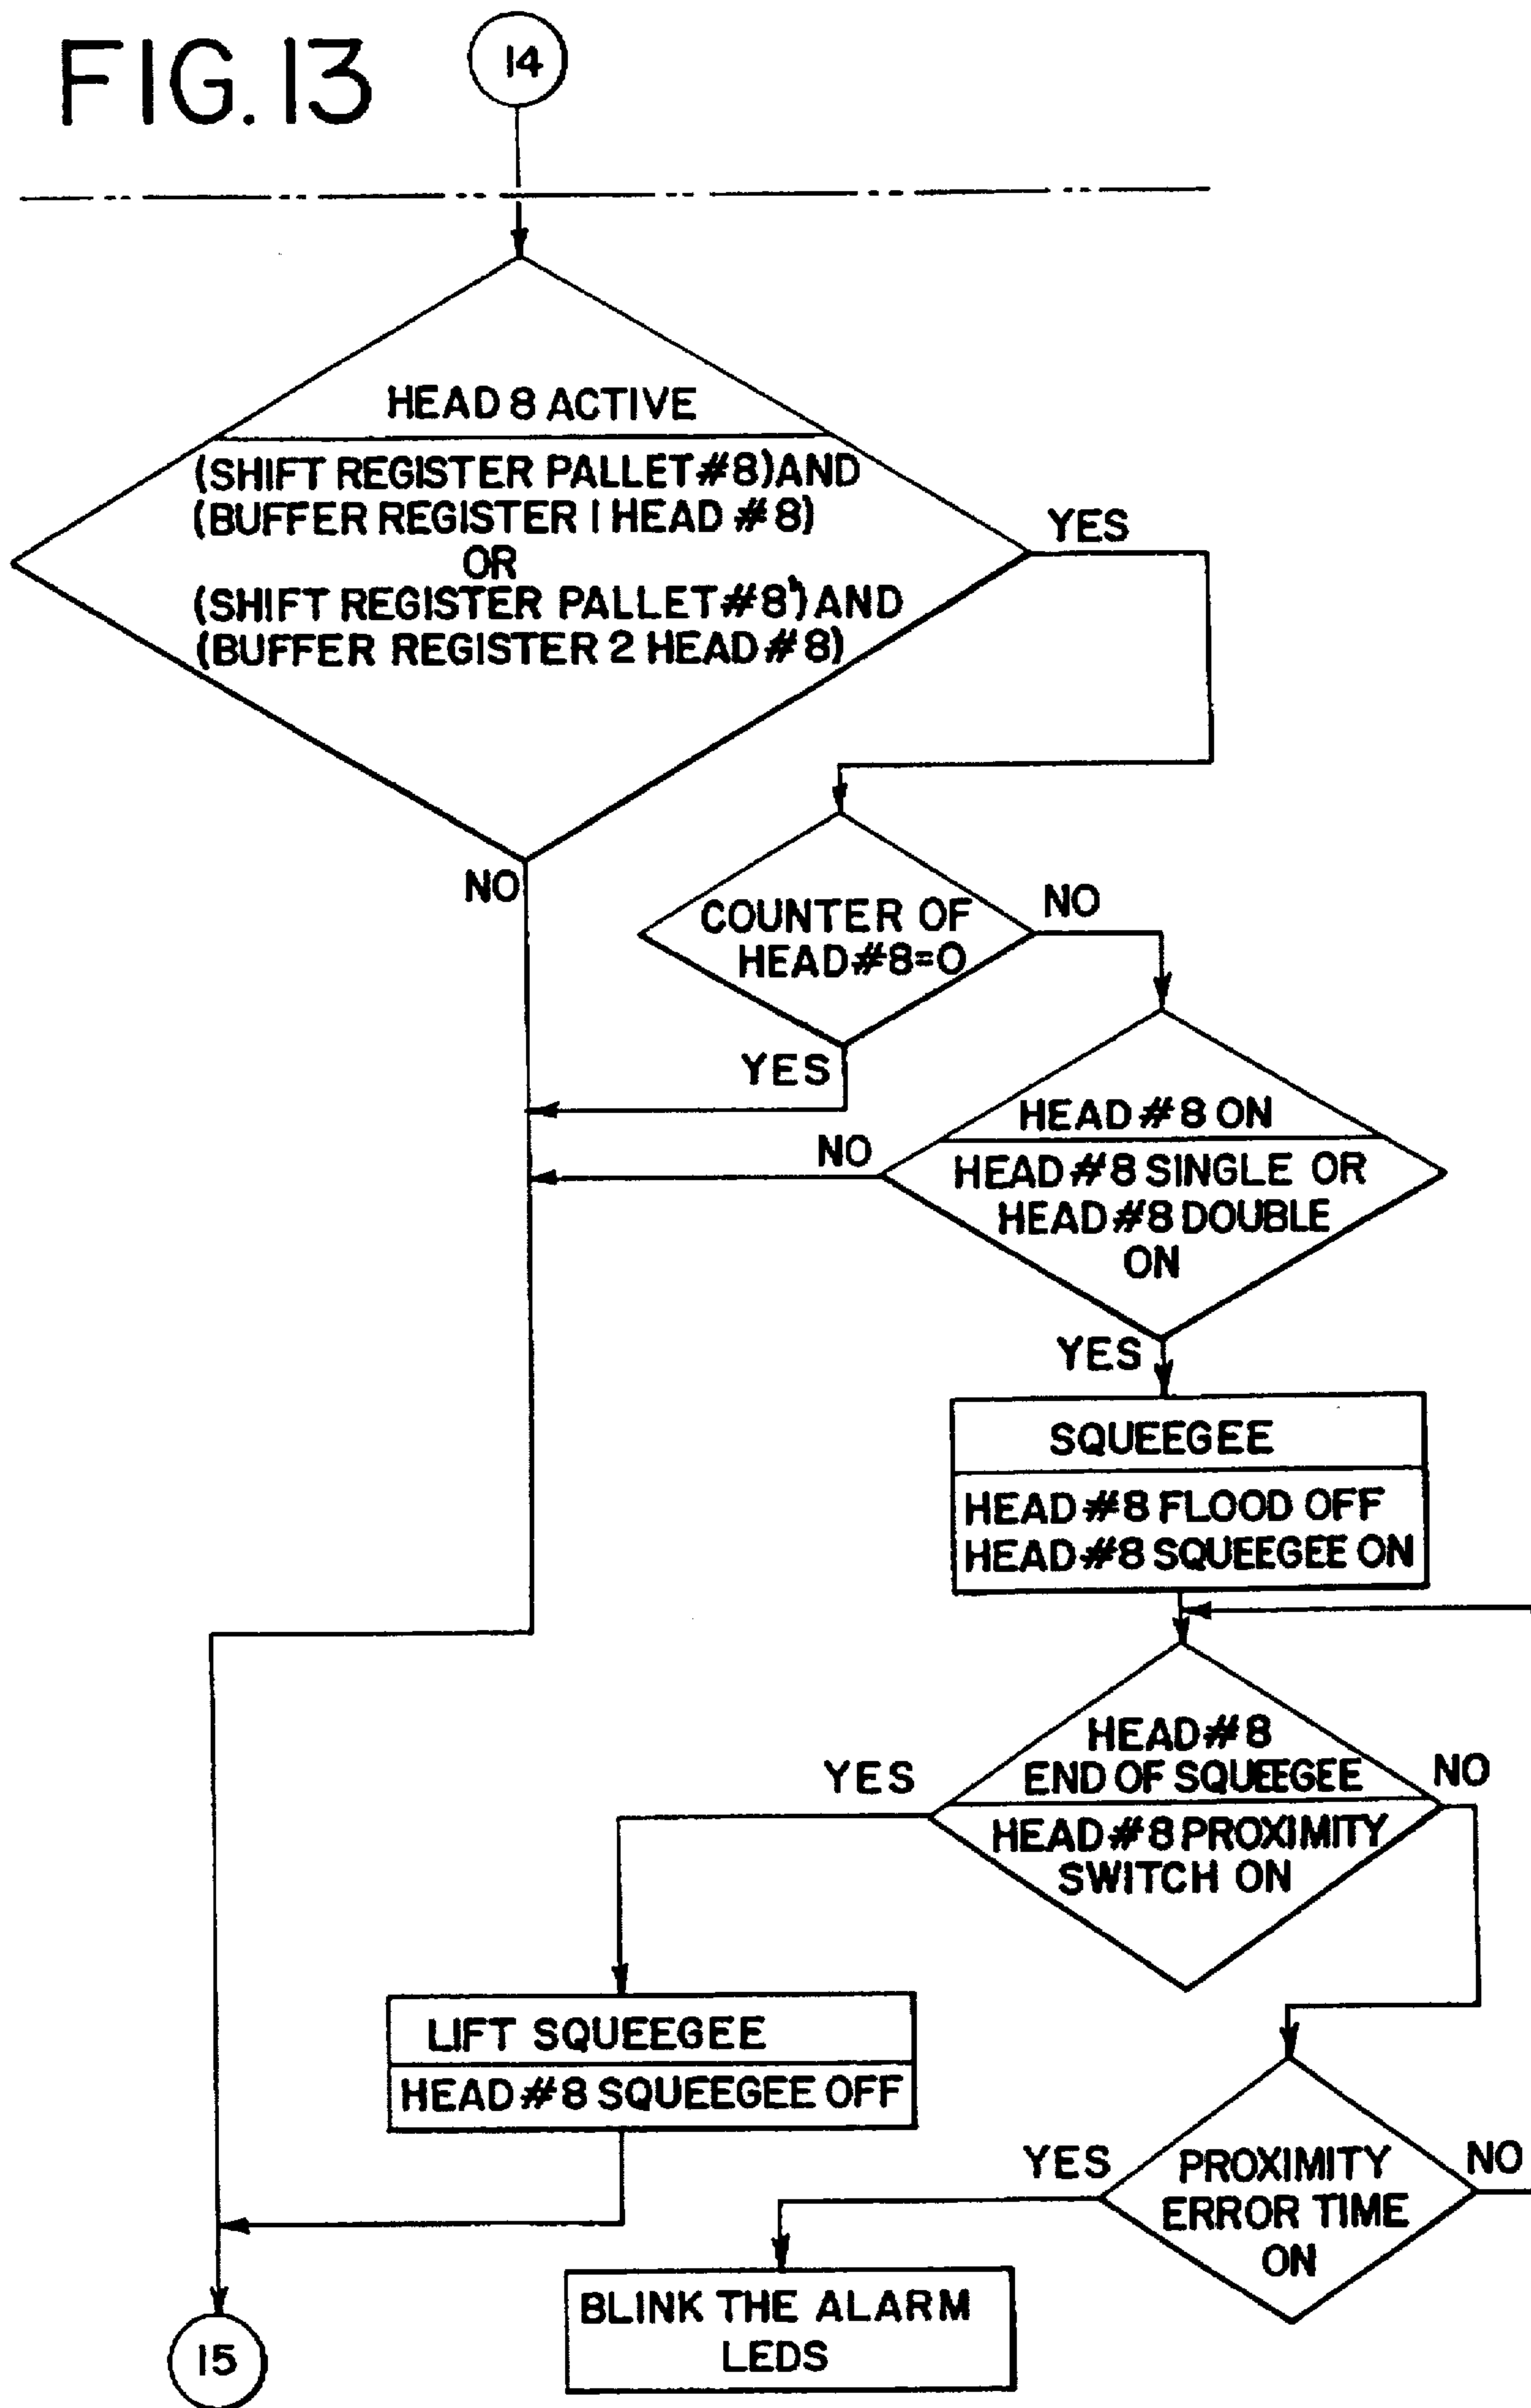 FIG. 13
14
HEAD 8 ACTIVE
(SHIFT REGISTER PALLET #8) AND
(BUFFER REGISTER 1 HEAD #8)
OR
(SHIFT REGISTER PALLET #8') AND
(BUFFER REGISTER 2 HEAD #8)
YES
NO
COUNTER OF
HEAD #8=0
NO
YES
HEAD #8 ON
HEAD #8 SINGLE OR
HEAD #8 DOUBLE
ON
NO
YES
SQUEEGEE
HEAD #8 FLOOD OFF
HEAD #8 SQUEEGEE ON
HEAD #8
END OF SQUEEGEE
HEAD #8 PROXIMITY
SWITCH ON
YES
NO
LIFT SQUEEGEE
HEAD #8 SQUEEGEE OFF
YES
PROXIMITY
ERROR TIME
ON
NO
BLINK THE ALARM
LEDS
15